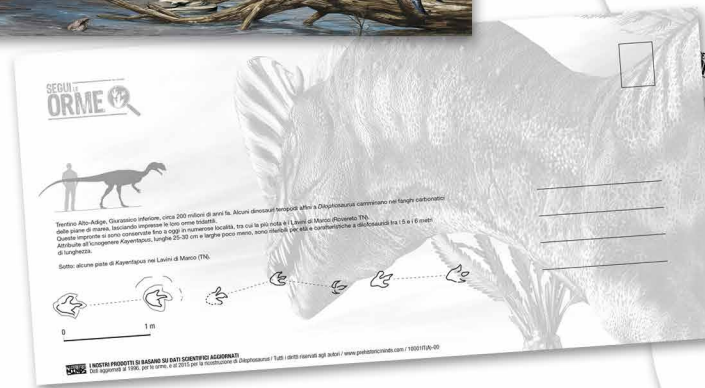 SEGUI LE
ORME
Trentino Alto-Adige, Giurassico inferiore, circa 200 milioni di anni fa. Alcuni dinosauri teropodi affini a Dilophosaurus camminano nei fanghi carbonatici
delle piane di marea, lasciando impresse le loro orme tridattili.
Queste impronte si sono conservate fino a oggi in numerose località, tra cui la più nota è i Lavini di Marco (Rovereto TN).
Attribuite all'icnogenere Kayentapus, lunghe 25-30 cm e larghe poco meno, sono riferibili per età e caratteristiche a dilofosauridi tra i 5 e i 6 metri
di lunghezza.
Sotto: alcune piste di Kayentapus nei Lavini di Marco (TN).
0 1 m
I NOSTRI PRODOTTI SI BASANO SU DATI SCIENTIFICI AGGIORNATI
Dati aggiornati al 1996, per le orme, e al 2015 per la ricostruzione di Dilophosaurus / Tutti i diritti riservati agli autori / www.prehistoricminds.com / 10001IT(A)-00